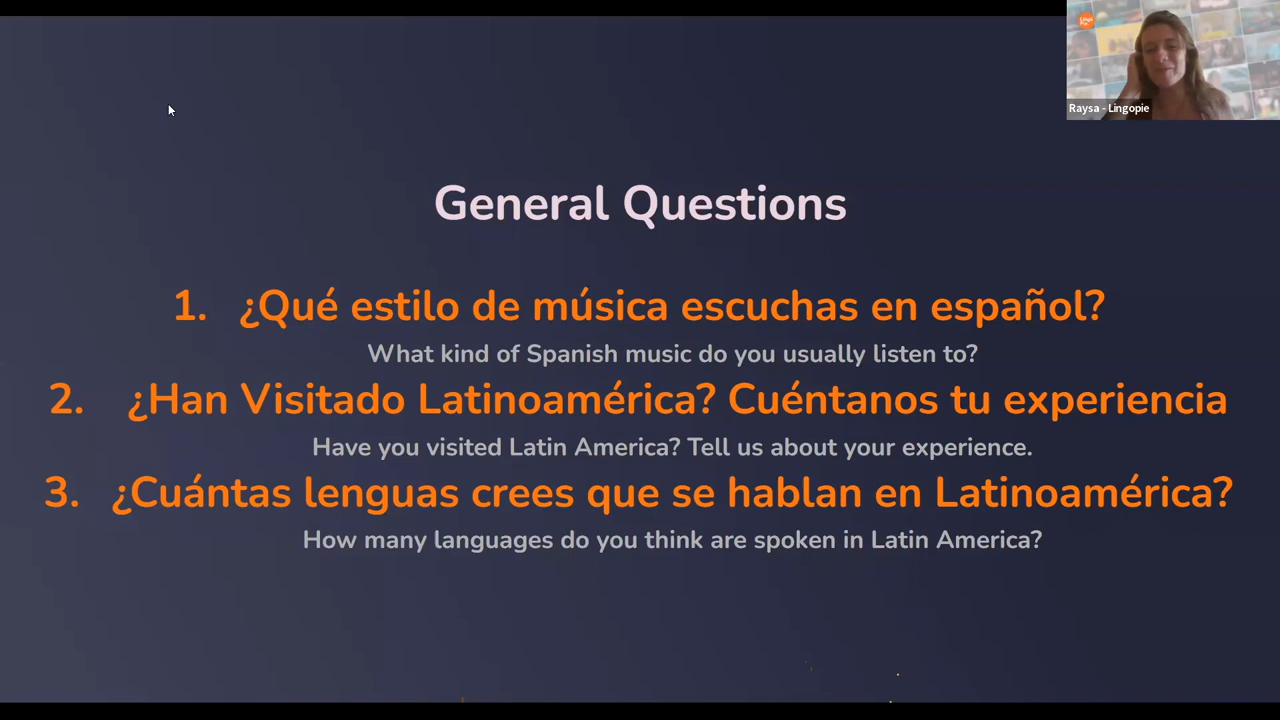 Raysa - Lingopie
General Questions
1. ¿Qué estilo de música escuchas en español?
What kind of Spanish music do you usually listen to?
2. ¿Han Visitado Latinoamérica? Cuéntanos tu experiencia
Have you visited Latin America? Tell us about your experience.
3. ¿Cuántas lenguas crees que se hablan en Latinoamérica?
How many languages do you think are spoken in Latin America?